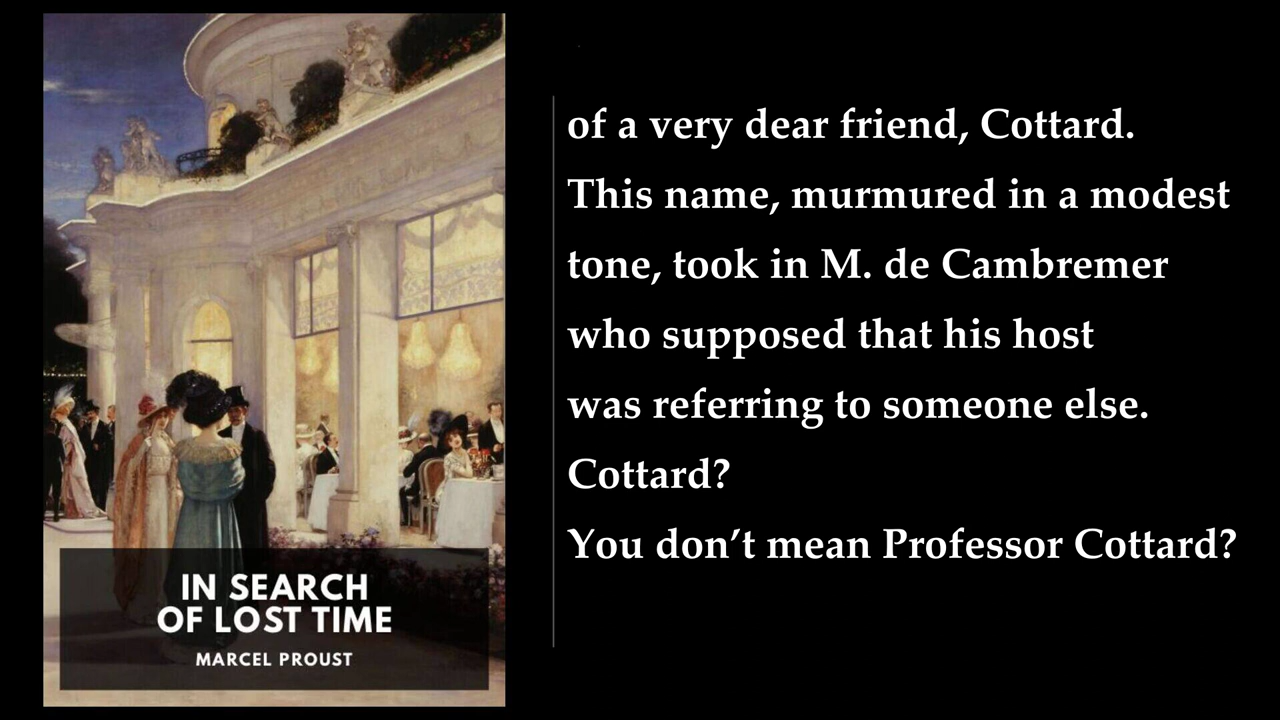 IN SEARCH
OF LOST TIME
MARCEL PROUST
of a very dear friend, Cottard.
This name, murmured in a modest
tone, took in M. de Cambremer
who supposed that his host
was referring to someone else.
Cottard?
You don’t mean Professor Cottard?